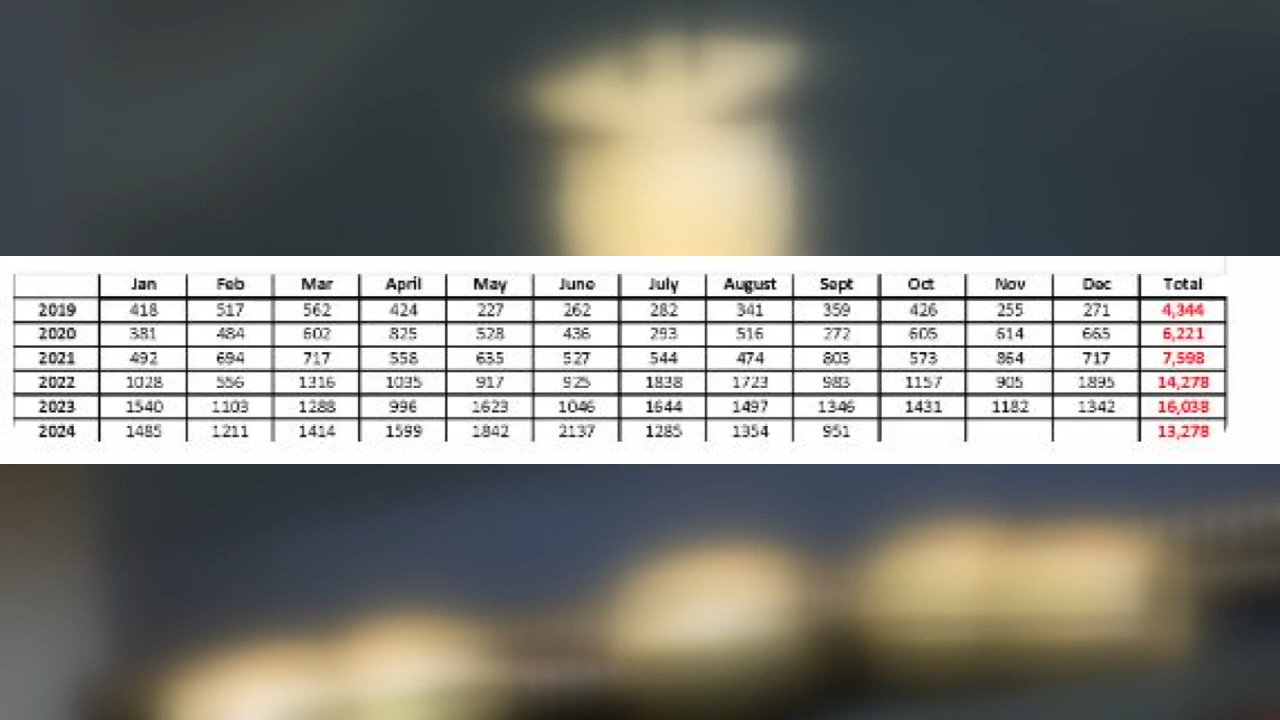 Jan Feb Mar April May June July August Sept Oct Nov Dec Total
2019 418 517 562 424 227 262 282 341 359 426 255 271 4,344
2020 381 484 602 825 528 436 293 516 272 605 614 665 6,221
2021 492 694 717 558 635 527 544 474 803 573 864 717 7,598
2022 1028 556 1316 1035 917 925 1838 1723 983 1157 905 1895 14,278
2023 1540 1103 1288 996 1623 1046 1644 1497 1346 1431 1182 1342 16,038
2024 1485 1211 1414 1599 1842 2137 1285 1354 951 13,278